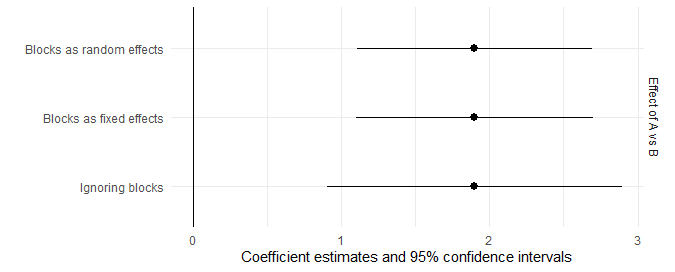 Blocks as random effects
Blocks as fixed effects
Ignoring blocks
Effect of A vs B
0 1 2 3
Coefficient estimates and 95% confidence intervals